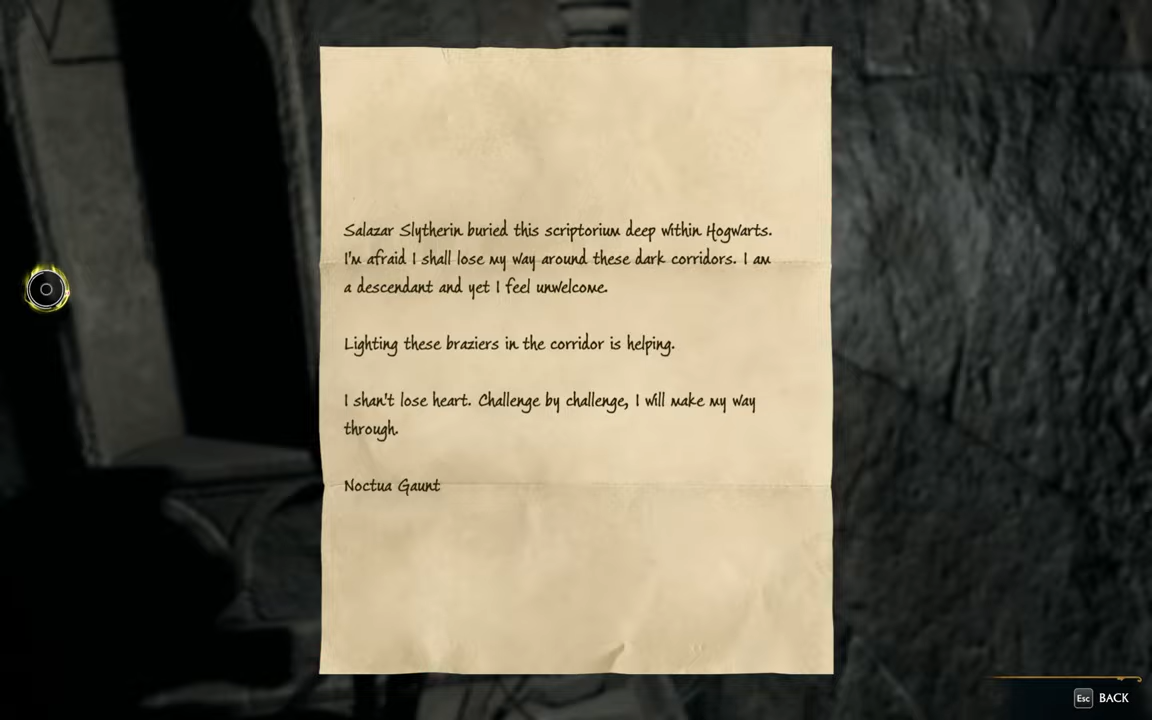 Salazar Slytherin buried this scriptorium deep within Hogwarts.
I'm afraid I shall lose my way around these dark corridors. I am
a descendant and yet I feel unwelcome.
Lighting these braziers in the corridor is helping.
I shan't lose heart. Challenge by challenge, I will make my way
through.
Noctua Gaunt
Esc BACK